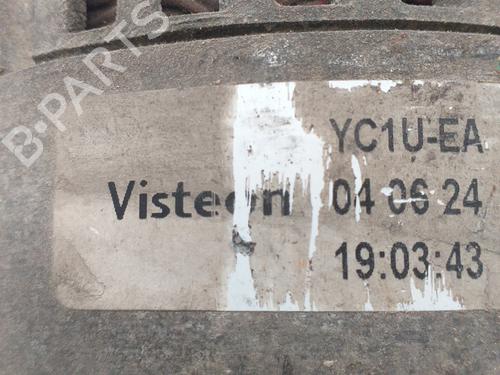 B-PARTS
YC1U-EA
Visteon 04 06 24
19:03:43